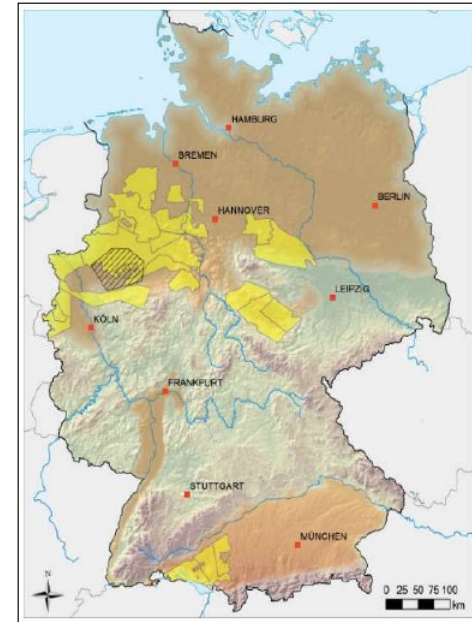 HAMBURG
BREMEN
HANNOVER
BERLIN
LEIPZIG
KÖLN
FRANKFURT
STUTTGART
MÜNCHEN
N
0 25 50 75 100
km